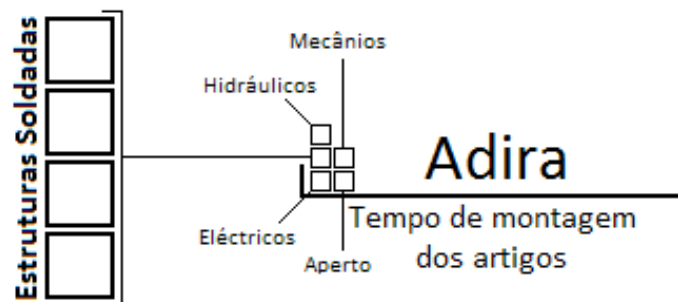 Estruturas Soldadas
Mecânios
Hidráulicos
Adira
Eléctricos
Aperto
Tempo de montagem
dos artigos